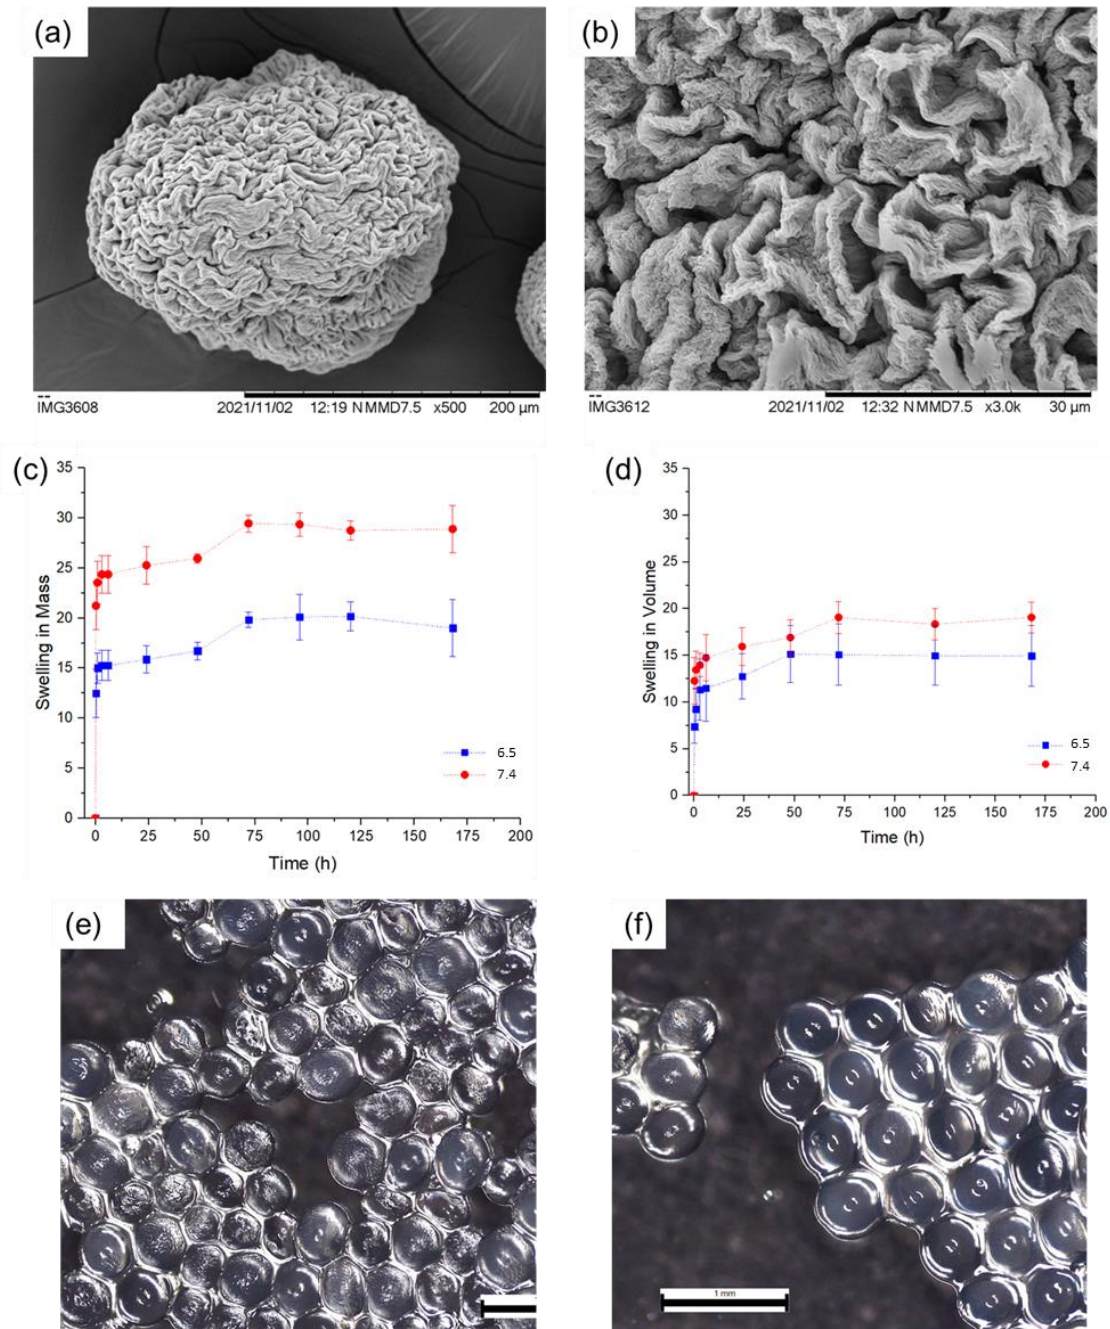 (a)
(b)
IMG3608 2021/11/02 12:19 N MMD7.5 x500 200 µm
IMG3612 2021/11/02 12:32 N MMD7.5 x3.0k 30 µm
(c)
35
30
25
20
15
10
5
0
Swelling in Mass
6.5
7.4
0 25 50 75 100 125 150 175 200
Time (h)
(d)
35
30
25
20
15
10
5
0
Swelling in Volume
6.5
7.4
0 25 50 75 100 125 150 175 200
Time (h)
(e)
(f)
1 mm